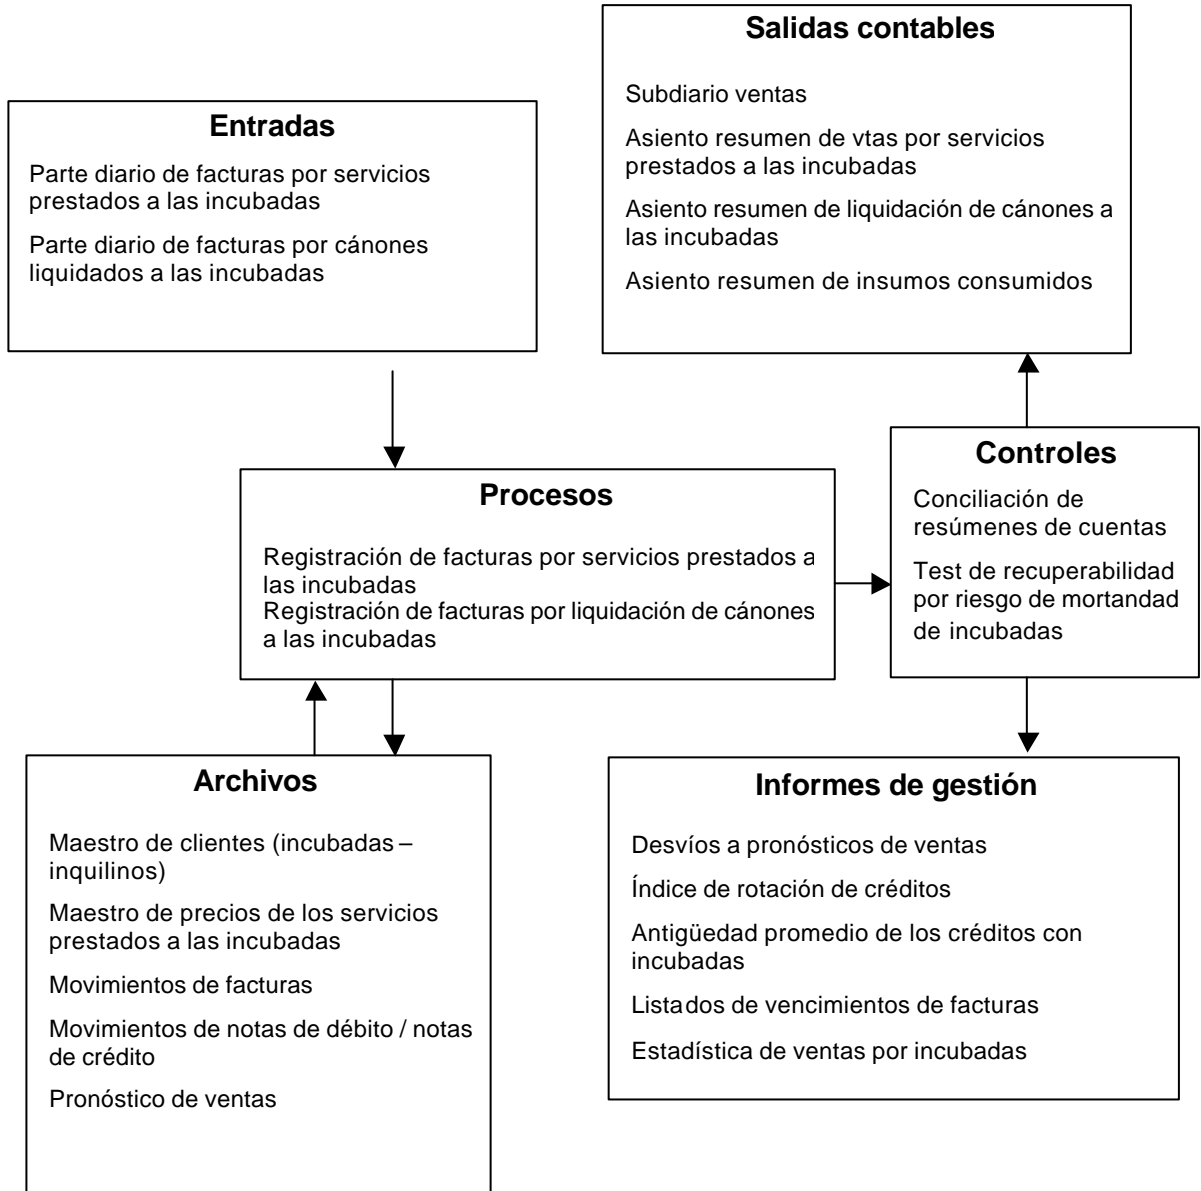 Salidas contables
Subdiario ventas
Asiento resumen de vtas por servicios
prestados a las incubadas
Asiento resumen de liquidación de cánones a
las incubadas
Asiento resumen de insumos consumidos
Entradas
Parte diario de facturas por servicios
prestados a las incubadas
Parte diario de facturas por cánones
liquidados a las incubadas
Procesos
Registración de facturas por servicios prestados a
las incubadas
Registración de facturas por liquidación de cánones
a las incubadas
Controles
Conciliación de
resúmenes de cuentas
Test de recuperabilidad
por riesgo de mortandad
de incubadas
Archivos
Maestro de clientes (incubadas –
inquilinos)
Maestro de precios de los servicios
prestados a las incubadas
Movimientos de facturas
Movimientos de notas de débito / notas
de crédito
Pronóstico de ventas
Informes de gestión
Desvíos a pronósticos de ventas
Índice de rotación de créditos
Antigüedad promedio de los créditos con
incubadas
Listados de vencimientos de facturas
Estadística de ventas por incubadas